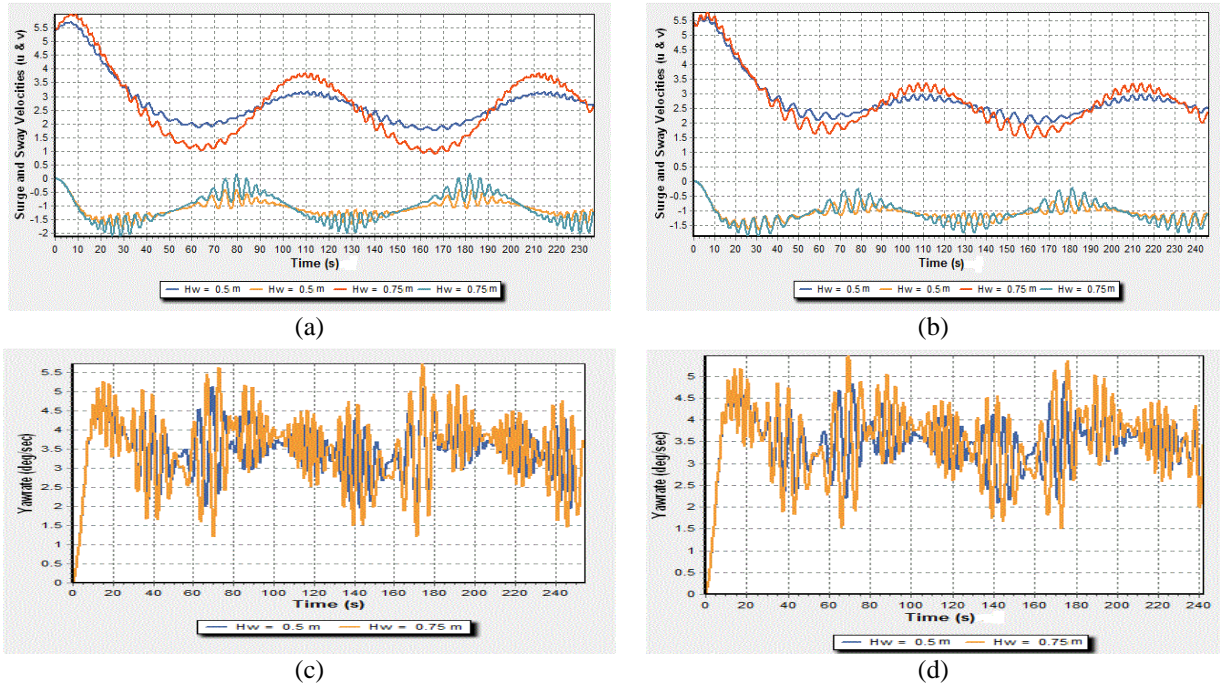 Surge and Sway Velocities (u & v)
5.5
5
4.5
4
3.5
3
2.5
2
1.5
1
0.5
0
-0.5
-1
-1.5
-2
0 10 20 30 40 50 60 70 80 90 100 110 120 130 140 150 160 170 180 190 200 210 220 230
Time (s)
Hw = 0.5 m Hw = 0.5 m Hw = 0.75 m Hw = 0.75 m
(a)
Surge and Sway Velocities (u & v)
5.5
5
4.5
4
3.5
3
2.5
2
1.5
1
0.5
0
-0.5
-1
-1.5
0 10 20 30 40 50 60 70 80 90 100 110 120 130 140 150 160 170 180 190 200 210 220 230 240
Time (s)
Hw = 0.5 m Hw = 0.5 m Hw = 0.75 m Hw = 0.75 m
(b)
Yawrate (deg/sec)
5.5
5
4.5
4
3.5
3
2.5
2
1.5
1
0.5
0
0 20 40 60 80 100 120 140 160 180 200 220 240
Time (s)
Hw = 0.5 m Hw = 0.75 m
(c)
Yawrate (deg/sec)
5
4.5
4
3.5
3
2.5
2
1.5
1
0.5
0
0 20 40 60 80 100 120 140 160 180 200 220 240
Time (s)
Hw = 0.5 m Hw = 0.75 m
(d)